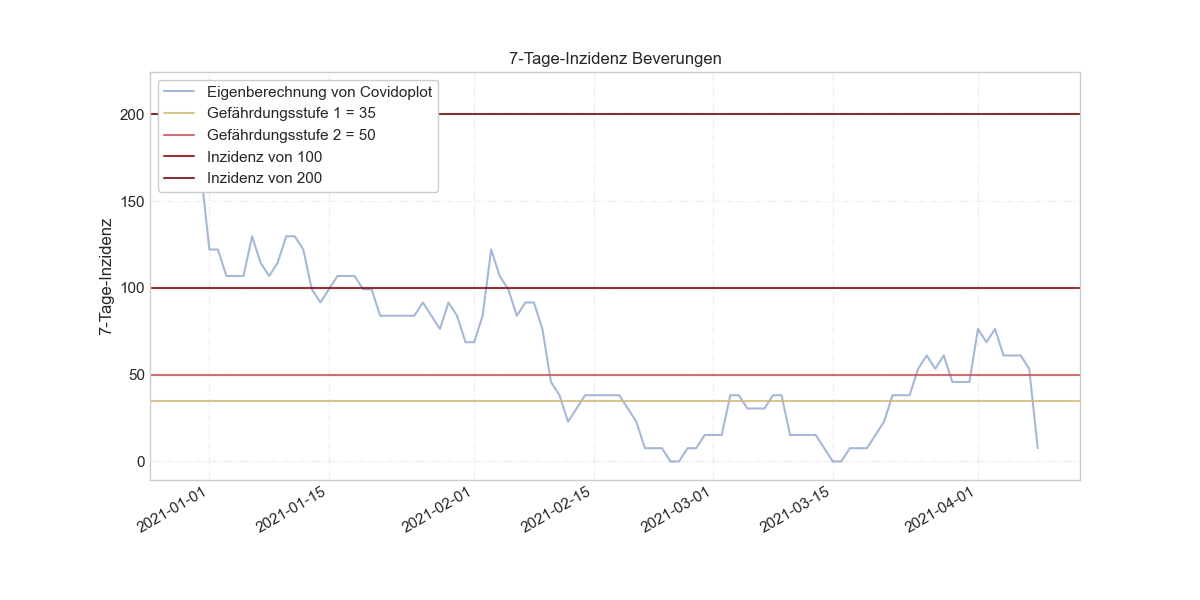 7-Tage-Inzidenz Beverungen
Eigenberechnung von Covidoplot
Gefährdungsstufe 1 = 35
Gefährdungsstufe 2 = 50
Inzidenz von 100
Inzidenz von 200
7-Tage-Inzidenz
200
150
100
50
0
2021-01-01
2021-01-15
2021-02-01
2021-02-15
2021-03-01
2021-03-15
2021-04-01